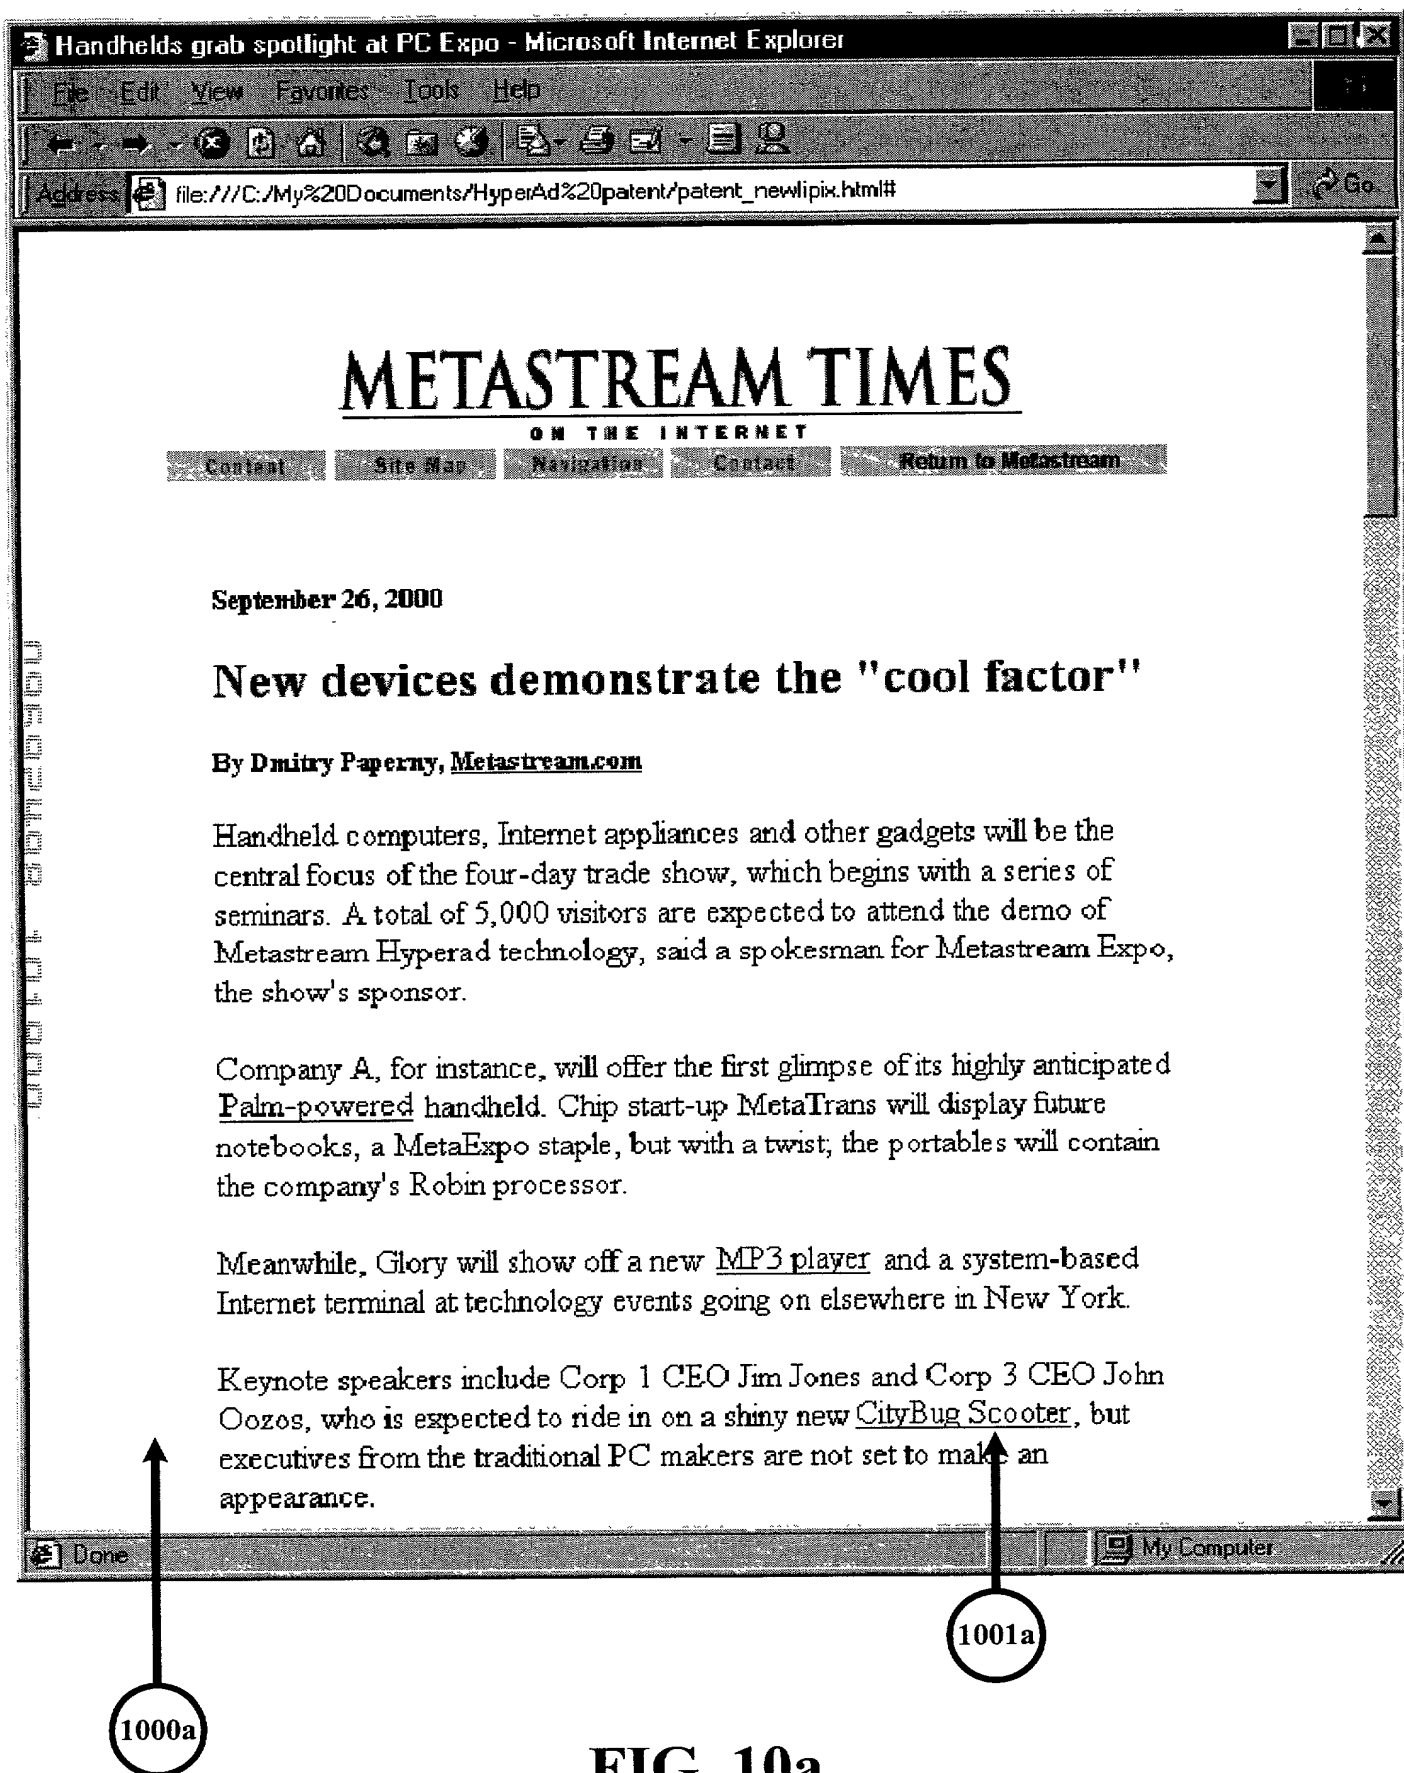 Handhelds grab spotlight at PC Expo - Microsoft Internet Explorer
File Edit View Favorites Tools Help
Address file:///C:/My%20Documents/HyperAd%20patent/patent_newlipix.html# Go
METASTREAM TIMES
ON THE INTERNET
Content Site Map Navigation Contact Return to Metastream
September 26, 2000
New devices demonstrate the "cool factor"
By Dmitry Paperny, Metastream.com
Handheld computers, Internet appliances and other gadgets will be the
central focus of the four-day trade show, which begins with a series of
seminars. A total of 5,000 visitors are expected to attend the demo of
Metastream Hyperad technology, said a spokesman for Metastream Expo,
the show's sponsor.
Company A, for instance, will offer the first glimpse of its highly anticipated
Palm-powered handheld. Chip start-up MetaTrans will display future
notebooks, a MetaExpo staple, but with a twist; the portables will contain
the company's Robin processor.
Meanwhile, Glory will show off a new MP3 player and a system-based
Internet terminal at technology events going on elsewhere in New York.
Keynote speakers include Corp 1 CEO Jim Jones and Corp 3 CEO John
Oozos, who is expected to ride in on a shiny new CityBug Scooter, but
executives from the traditional PC makers are not set to make an
appearance.
Done My Computer
1001a
1000a
FIG. 10a